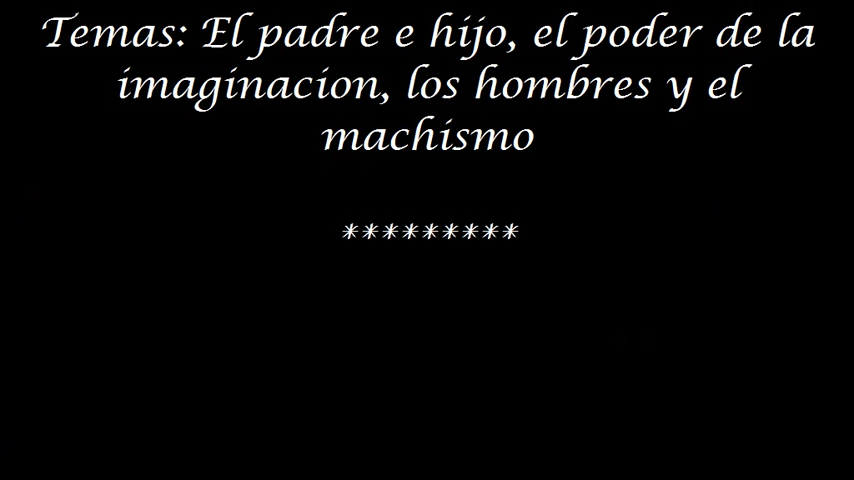 Temas: El padre e hijo, el poder de la
imaginacion, los hombres y el
machismo
*********